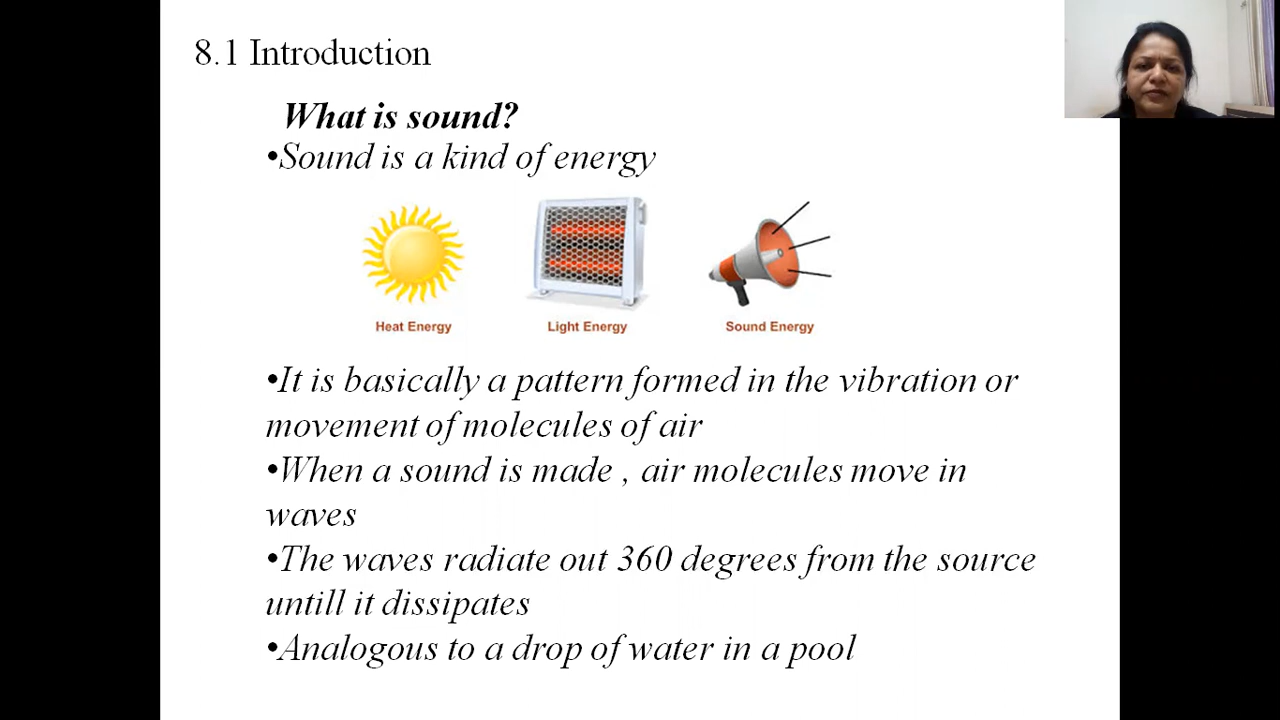 8.1 Introduction
What is sound?
•Sound is a kind of energy
Heat Energy
Light Energy
Sound Energy
•It is basically a pattern formed in the vibration or
movement of molecules of air
•When a sound is made , air molecules move in
waves
•The waves radiate out 360 degrees from the source
untill it dissipates
•Analogous to a drop of water in a pool